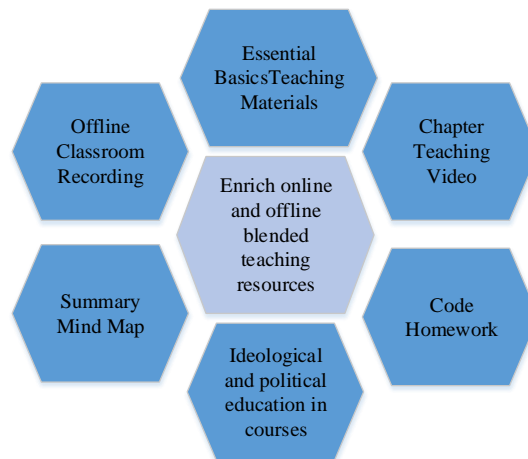 Essential
BasicsTeaching
Materials
Offline
Classroom
Recording
Chapter
Teaching
Video
Enrich online
and offline
blended
teaching
resources
Summary
Mind Map
Code
Homework
Ideological
and political
education in
courses